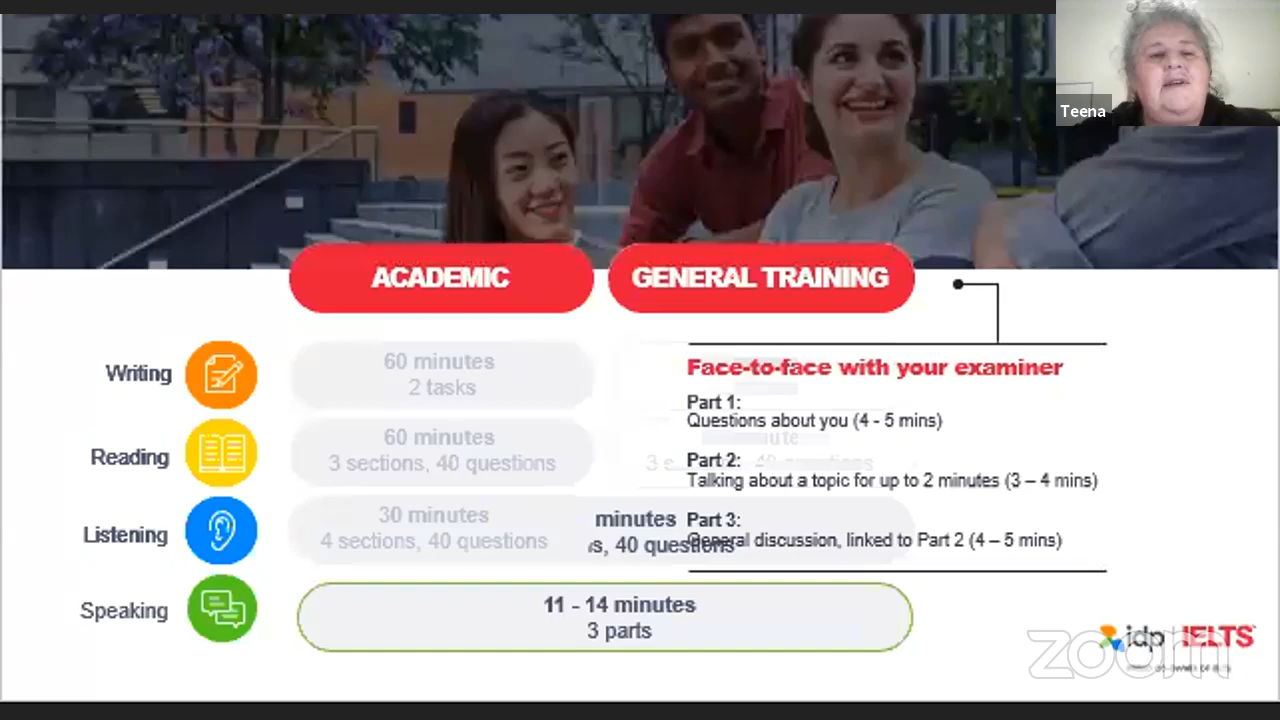 Teena
ACADEMIC
GENERAL TRAINING
Writing
60 minutes
2 tasks
Reading
60 minutes
3 sections, 40 questions
Listening
30 minutes
4 sections, 40 questions
minutes
s, 40 questions
Speaking
11 - 14 minutes
3 parts
Face-to-face with your examiner
Part 1:
Questions about you (4 - 5 mins)
Part 2:
Talking about a topic for up to 2 minutes (3 – 4 mins)
Part 3:
General discussion, linked to Part 2 (4 – 5 mins)
idp IELTS
zoom